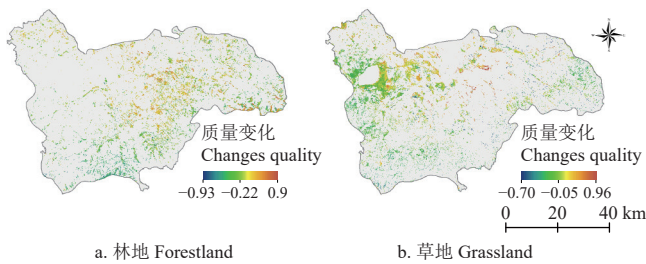 质量变化
Changes quality
−0.93 −0.22 0.9
质量变化
Changes quality
−0.70 −0.05 0.96
0 20 40 km
a. 林地 Forestland
b. 草地 Grassland